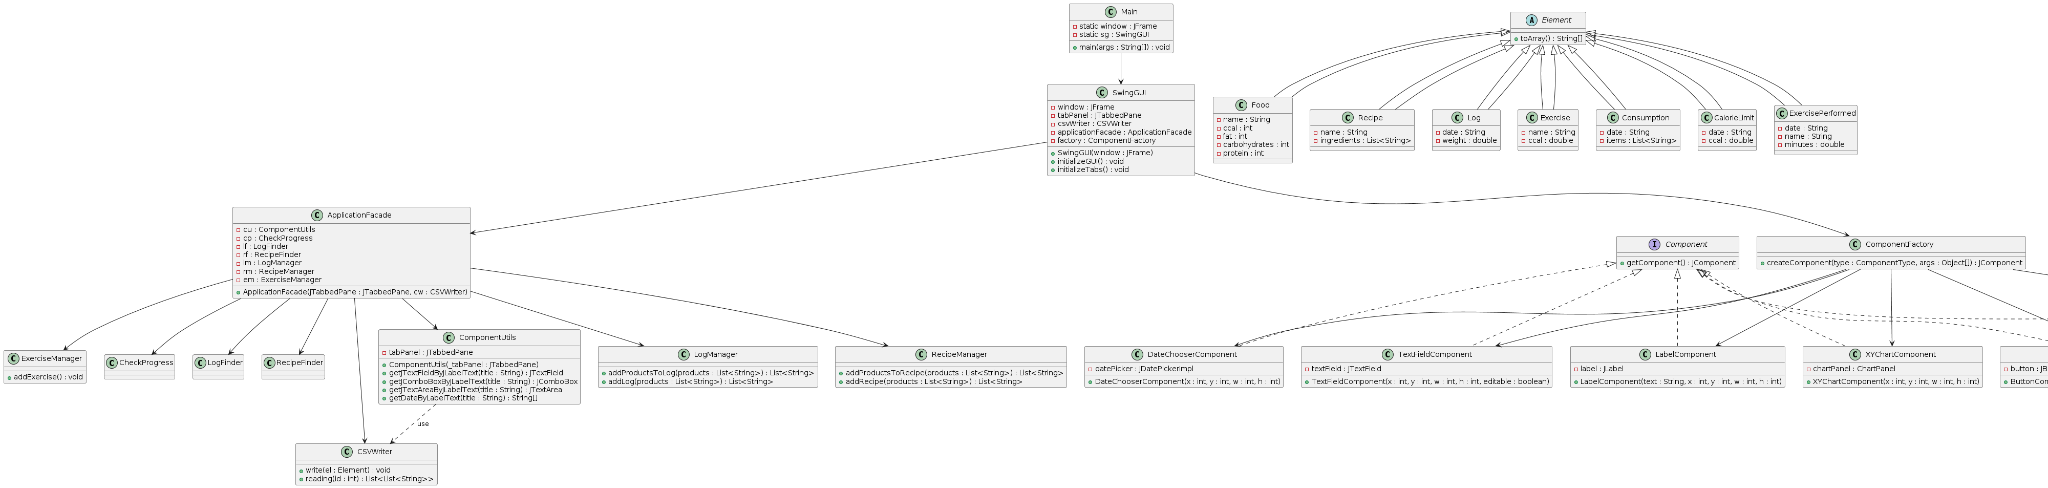 Main
static window : JFrame
static sg : SwingGUI
main(args : String[]) : void
Element
toArray() : String[]
SwingGUI
window : JFrame
tabPanel : JTabbedPane
csvWriter : CSVWriter
applicationFacade : ApplicationFacade
factory : ComponentFactory
SwingGUI(window : JFrame)
initializeGUI() : void
initializeTabs() : void
Food
name : String
ccal : int
fat : int
carbohydrates : int
protein : int
Recipe
name : String
ingredients : List<String>
Log
date : String
weight : double
Exercise
name : String
ccal : double
Consumption
date : String
items : List<String>
CalorieLimit
date : String
ccal : double
ExercisePerformed
date : String
name : String
minutes : double
ApplicationFacade
cu : ComponentUtils
cp : CheckProgress
lf : LogFinder
rf : RecipeFinder
lm : LogManager
rm : RecipeManager
em : ExerciseManager
ApplicationFacade(JTabbedPane : JTabbedPane, cw : CSVWriter)
Component
getComponent() : JComponent
ComponentFactory
createComponent(type : ComponentType, args : Object[]) : JComponent
ExerciseManager
addExercise() : void
CheckProgress
LogFinder
RecipeFinder
ComponentUtils
tabPanel : JTabbedPane
ComponentUtils(_tabPanel : JTabbedPane)
getJTextFieldByLabelText(title : String) : JTextField
getJComboBoxByLabelText(title : String) : JComboBox
getJTextAreaByLabelText(title : String) : JTextArea
getDateByLabelText(title : String) : String[]
LogManager
addProductsToLog(products : List<String>) : List<String>
addLog(products : List<String>) : List<String>
RecipeManager
addProductsToRecipe(products : List<String>) : List<String>
addRecipe(products : List<String>) : List<String>
DateChooserComponent
datePicker : JDatePickerImpl
DateChooserComponent(x : int, y : int, w : int, h : int)
TextFieldComponent
textField : JTextField
TextFieldComponent(x : int, y : int, w : int, h : int, editable : boolean)
LabelComponent
label : JLabel
LabelComponent(text : String, x : int, y : int, w : int, h : int)
XYChartComponent
chartPanel : ChartPanel
XYChartComponent(x : int, y : int, w : int, h : int)
button : JB
ButtonCon
use
CSVWriter
write(el : Element) : void
reading(id : int) : List<List<String>>